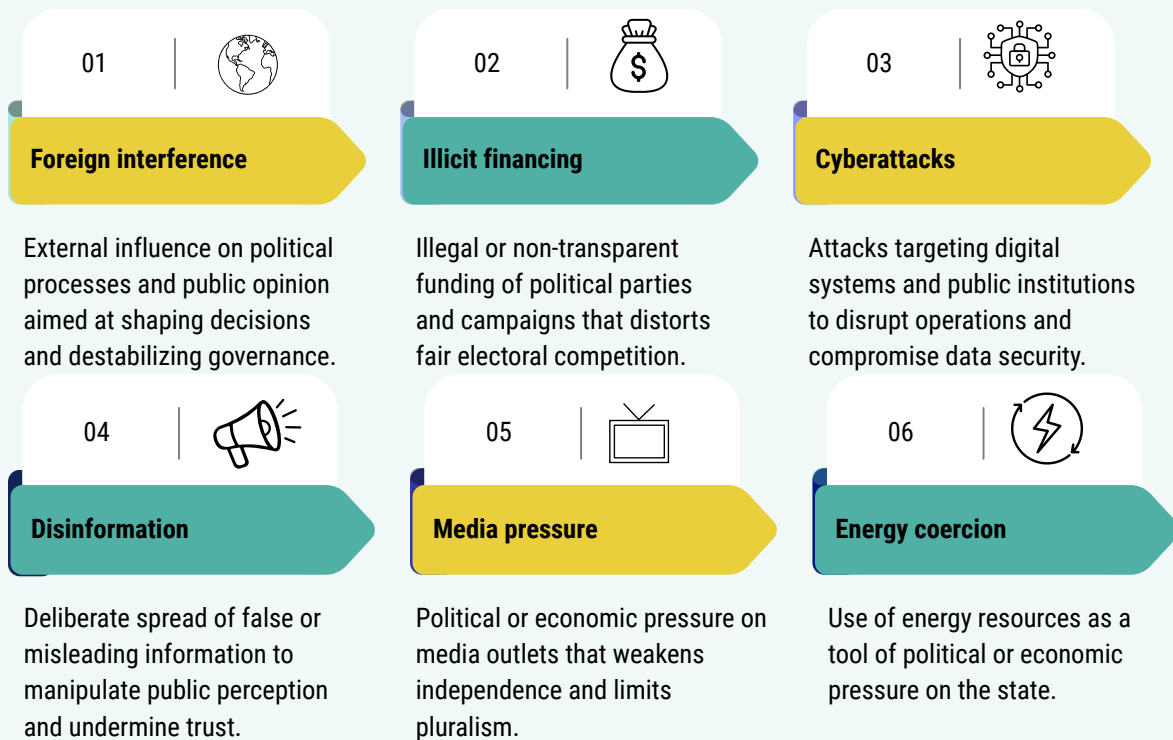 01
Foreign interference
External influence on political
processes and public opinion
aimed at shaping decisions
and destabilizing governance.
02
$
Illicit financing
Illegal or non-transparent
funding of political parties
and campaigns that distorts
fair electoral competition.
03
Cyberattacks
Attacks targeting digital
systems and public institutions
to disrupt operations and
compromise data security.
04
Disinformation
Deliberate spread of false or
misleading information to
manipulate public perception
and undermine trust.
05
Media pressure
Political or economic pressure on
media outlets that weakens
independence and limits
pluralism.
06
Energy coercion
Use of energy resources as a
tool of political or economic
pressure on the state.